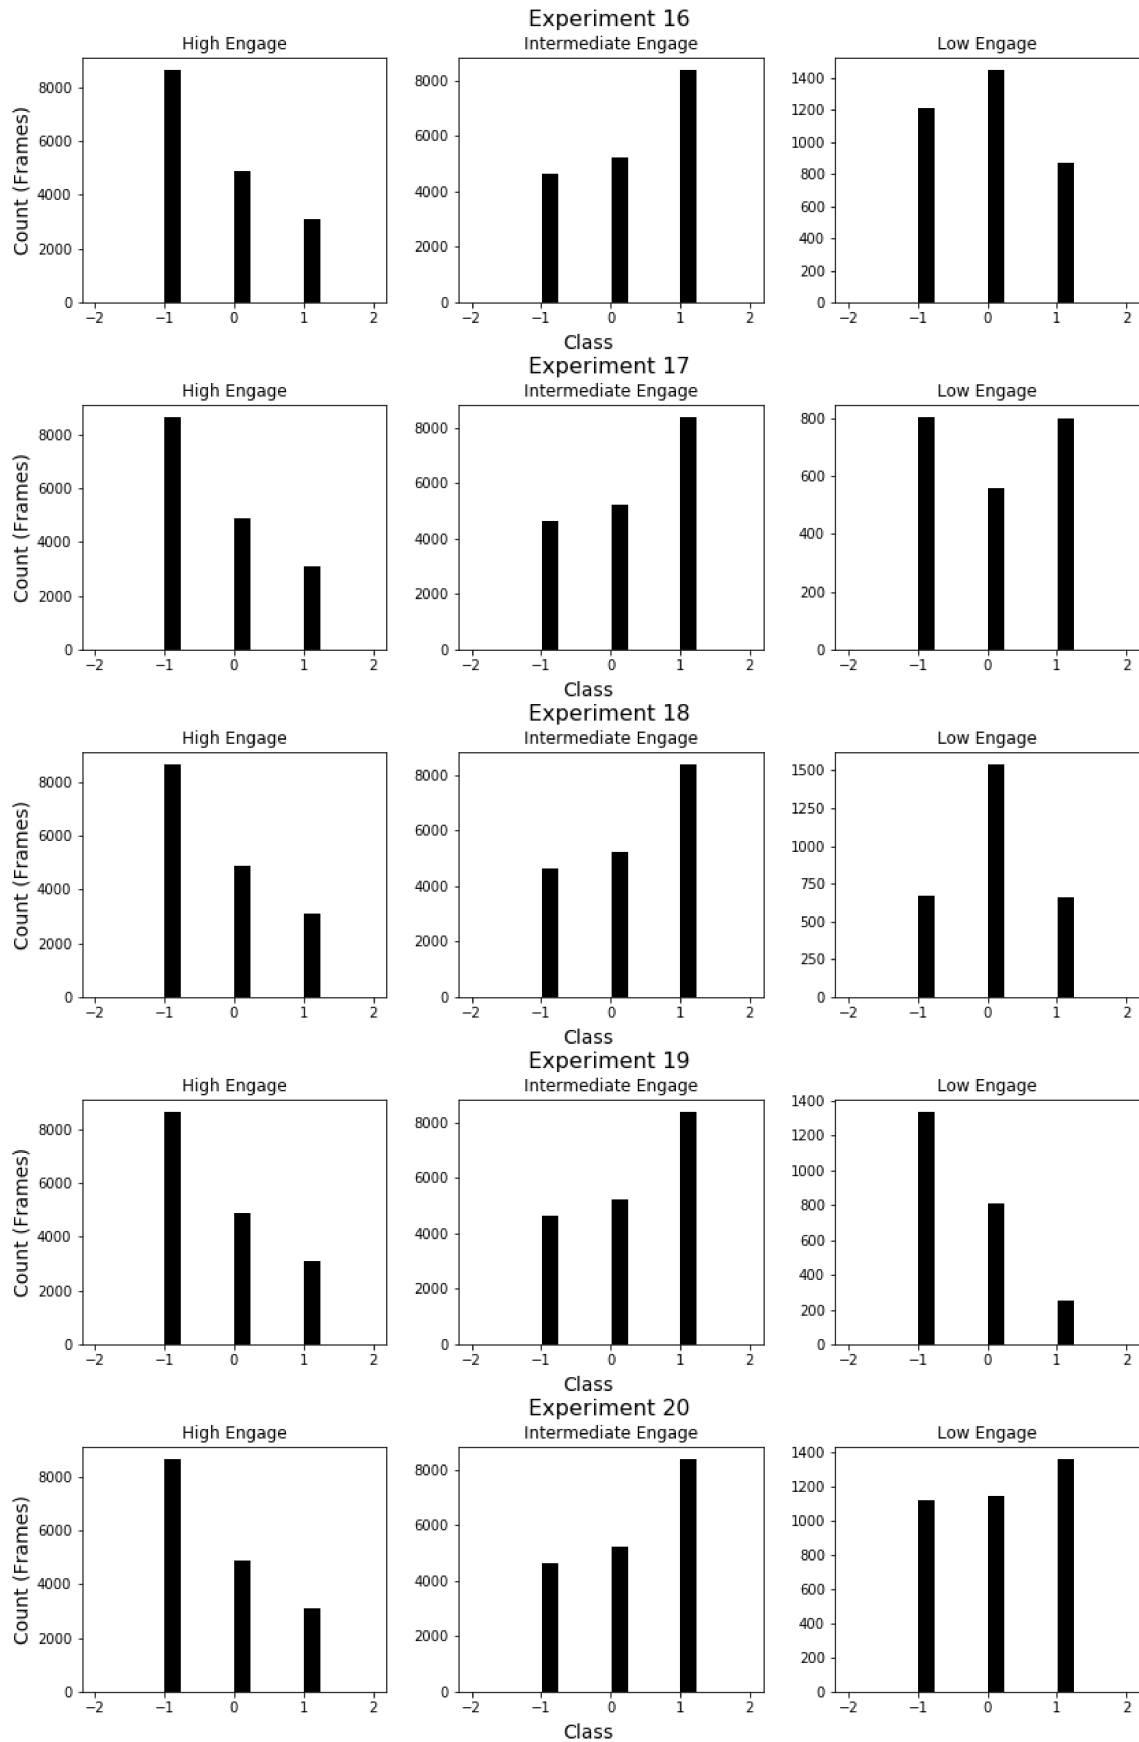 Experiment 16
High Engage Intermediate Engage Low Engage
Count (Frames)
8000 8000 1400
6000 6000 1200
4000 4000 1000
2000 2000 800
0 0 600
400
200
0
−2 −1 0 1 2 −2 −1 0 1 2 −2 −1 0 1 2
Class
Experiment 17
High Engage Intermediate Engage Low Engage
Count (Frames)
8000 8000 800
6000 6000 600
4000 4000 400
2000 2000 200
0 0 0
−2 −1 0 1 2 −2 −1 0 1 2 −2 −1 0 1 2
Class
Experiment 18
High Engage Intermediate Engage Low Engage
Count (Frames)
8000 8000 1500
6000 6000 1250
4000 4000 1000
2000 2000 750
0 0 500
250
0
−2 −1 0 1 2 −2 −1 0 1 2 −2 −1 0 1 2
Class
Experiment 19
High Engage Intermediate Engage Low Engage
Count (Frames)
8000 8000 1400
6000 6000 1200
4000 4000 1000
2000 2000 800
0 0 600
400
200
0
−2 −1 0 1 2 −2 −1 0 1 2 −2 −1 0 1 2
Class
Experiment 20
High Engage Intermediate Engage Low Engage
Count (Frames)
8000 8000 1400
6000 6000 1200
4000 4000 1000
2000 2000 800
0 0 600
400
200
0
−2 −1 0 1 2 −2 −1 0 1 2 −2 −1 0 1 2
Class